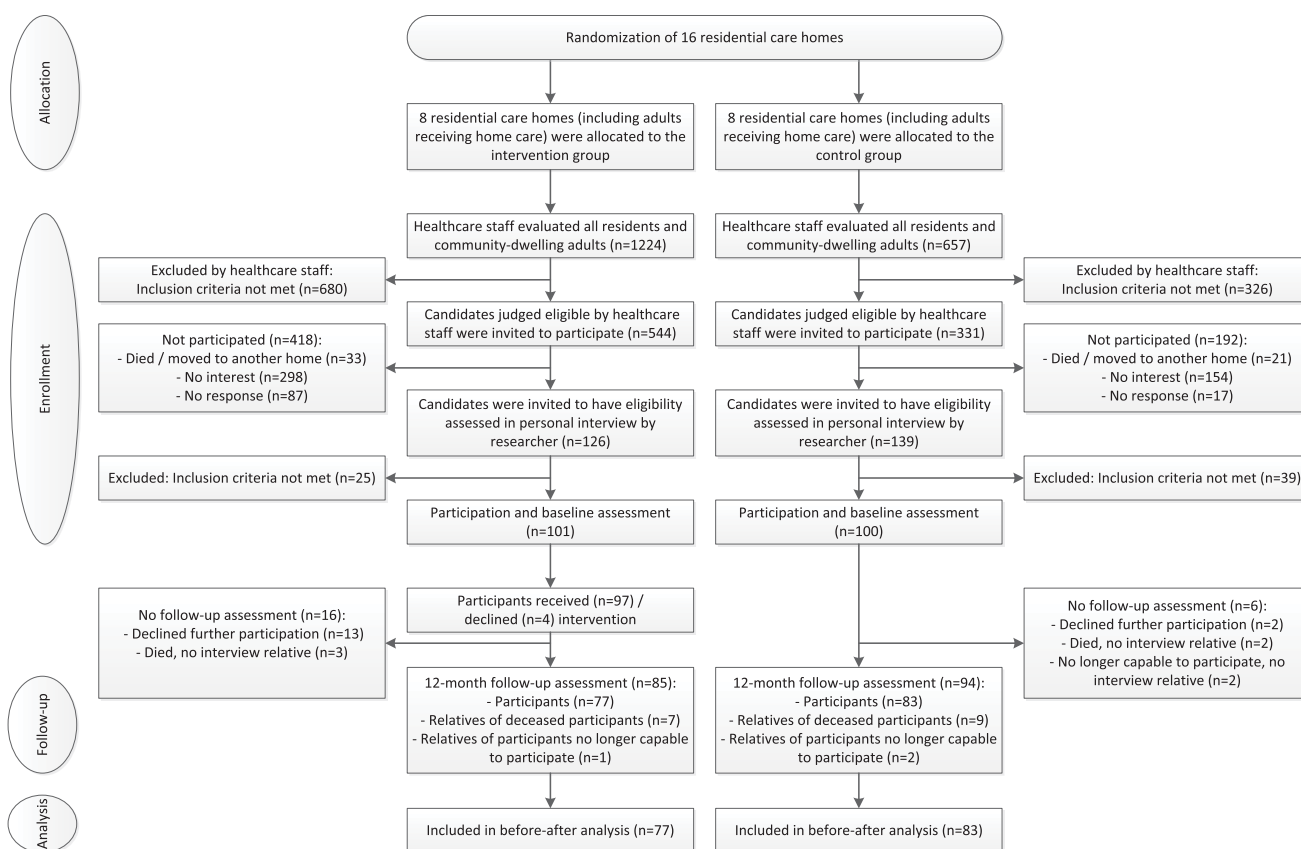 Allocation
Randomization of 16 residential care homes
8 residential care homes (including adults
receiving home care) were allocated to the
intervention group
8 residential care homes (including adults
receiving home care) were allocated to the
control group
Enrollment
Healthcare staff evaluated all residents and
community-dwelling adults (n=1224)
Healthcare staff evaluated all residents and
community-dwelling adults (n=657)
Excluded by healthcare staff:
Inclusion criteria not met (n=680)
Excluded by healthcare staff:
Inclusion criteria not met (n=326)
Candidates judged eligible by healthcare
staff were invited to participate (n=544)
Candidates judged eligible by healthcare
staff were invited to participate (n=331)
Not participated (n=418):
- Died / moved to another home (n=33)
- No interest (n=298)
- No response (n=87)
Not participated (n=192):
- Died / moved to another home (n=21)
- No interest (n=154)
- No response (n=17)
Candidates were invited to have eligibility
assessed in personal interview by
researcher (n=126)
Candidates were invited to have eligibility
assessed in personal interview by
researcher (n=139)
Excluded: Inclusion criteria not met (n=25)
Excluded: Inclusion criteria not met (n=39)
Participation and baseline assessment
(n=101)
Participation and baseline assessment
(n=100)
Participants received (n=97) /
declined (n=4) intervention
No follow-up assessment (n=16):
- Declined further participation (n=13)
- Died, no interview relative (n=3)
No follow-up assessment (n=6):
- Declined further participation (n=2)
- Died, no interview relative (n=2)
- No longer capable to participate, no
interview relative (n=2)
Follow-up
12-month follow-up assessment (n=85):
- Participants (n=77)
- Relatives of deceased participants (n=7)
- Relatives of participants no longer capable
to participate (n=1)
12-month follow-up assessment (n=94):
- Participants (n=83)
- Relatives of deceased participants (n=9)
- Relatives of participants no longer capable
to participate (n=2)
Analysis
Included in before-after analysis (n=77)
Included in before-after analysis (n=83)